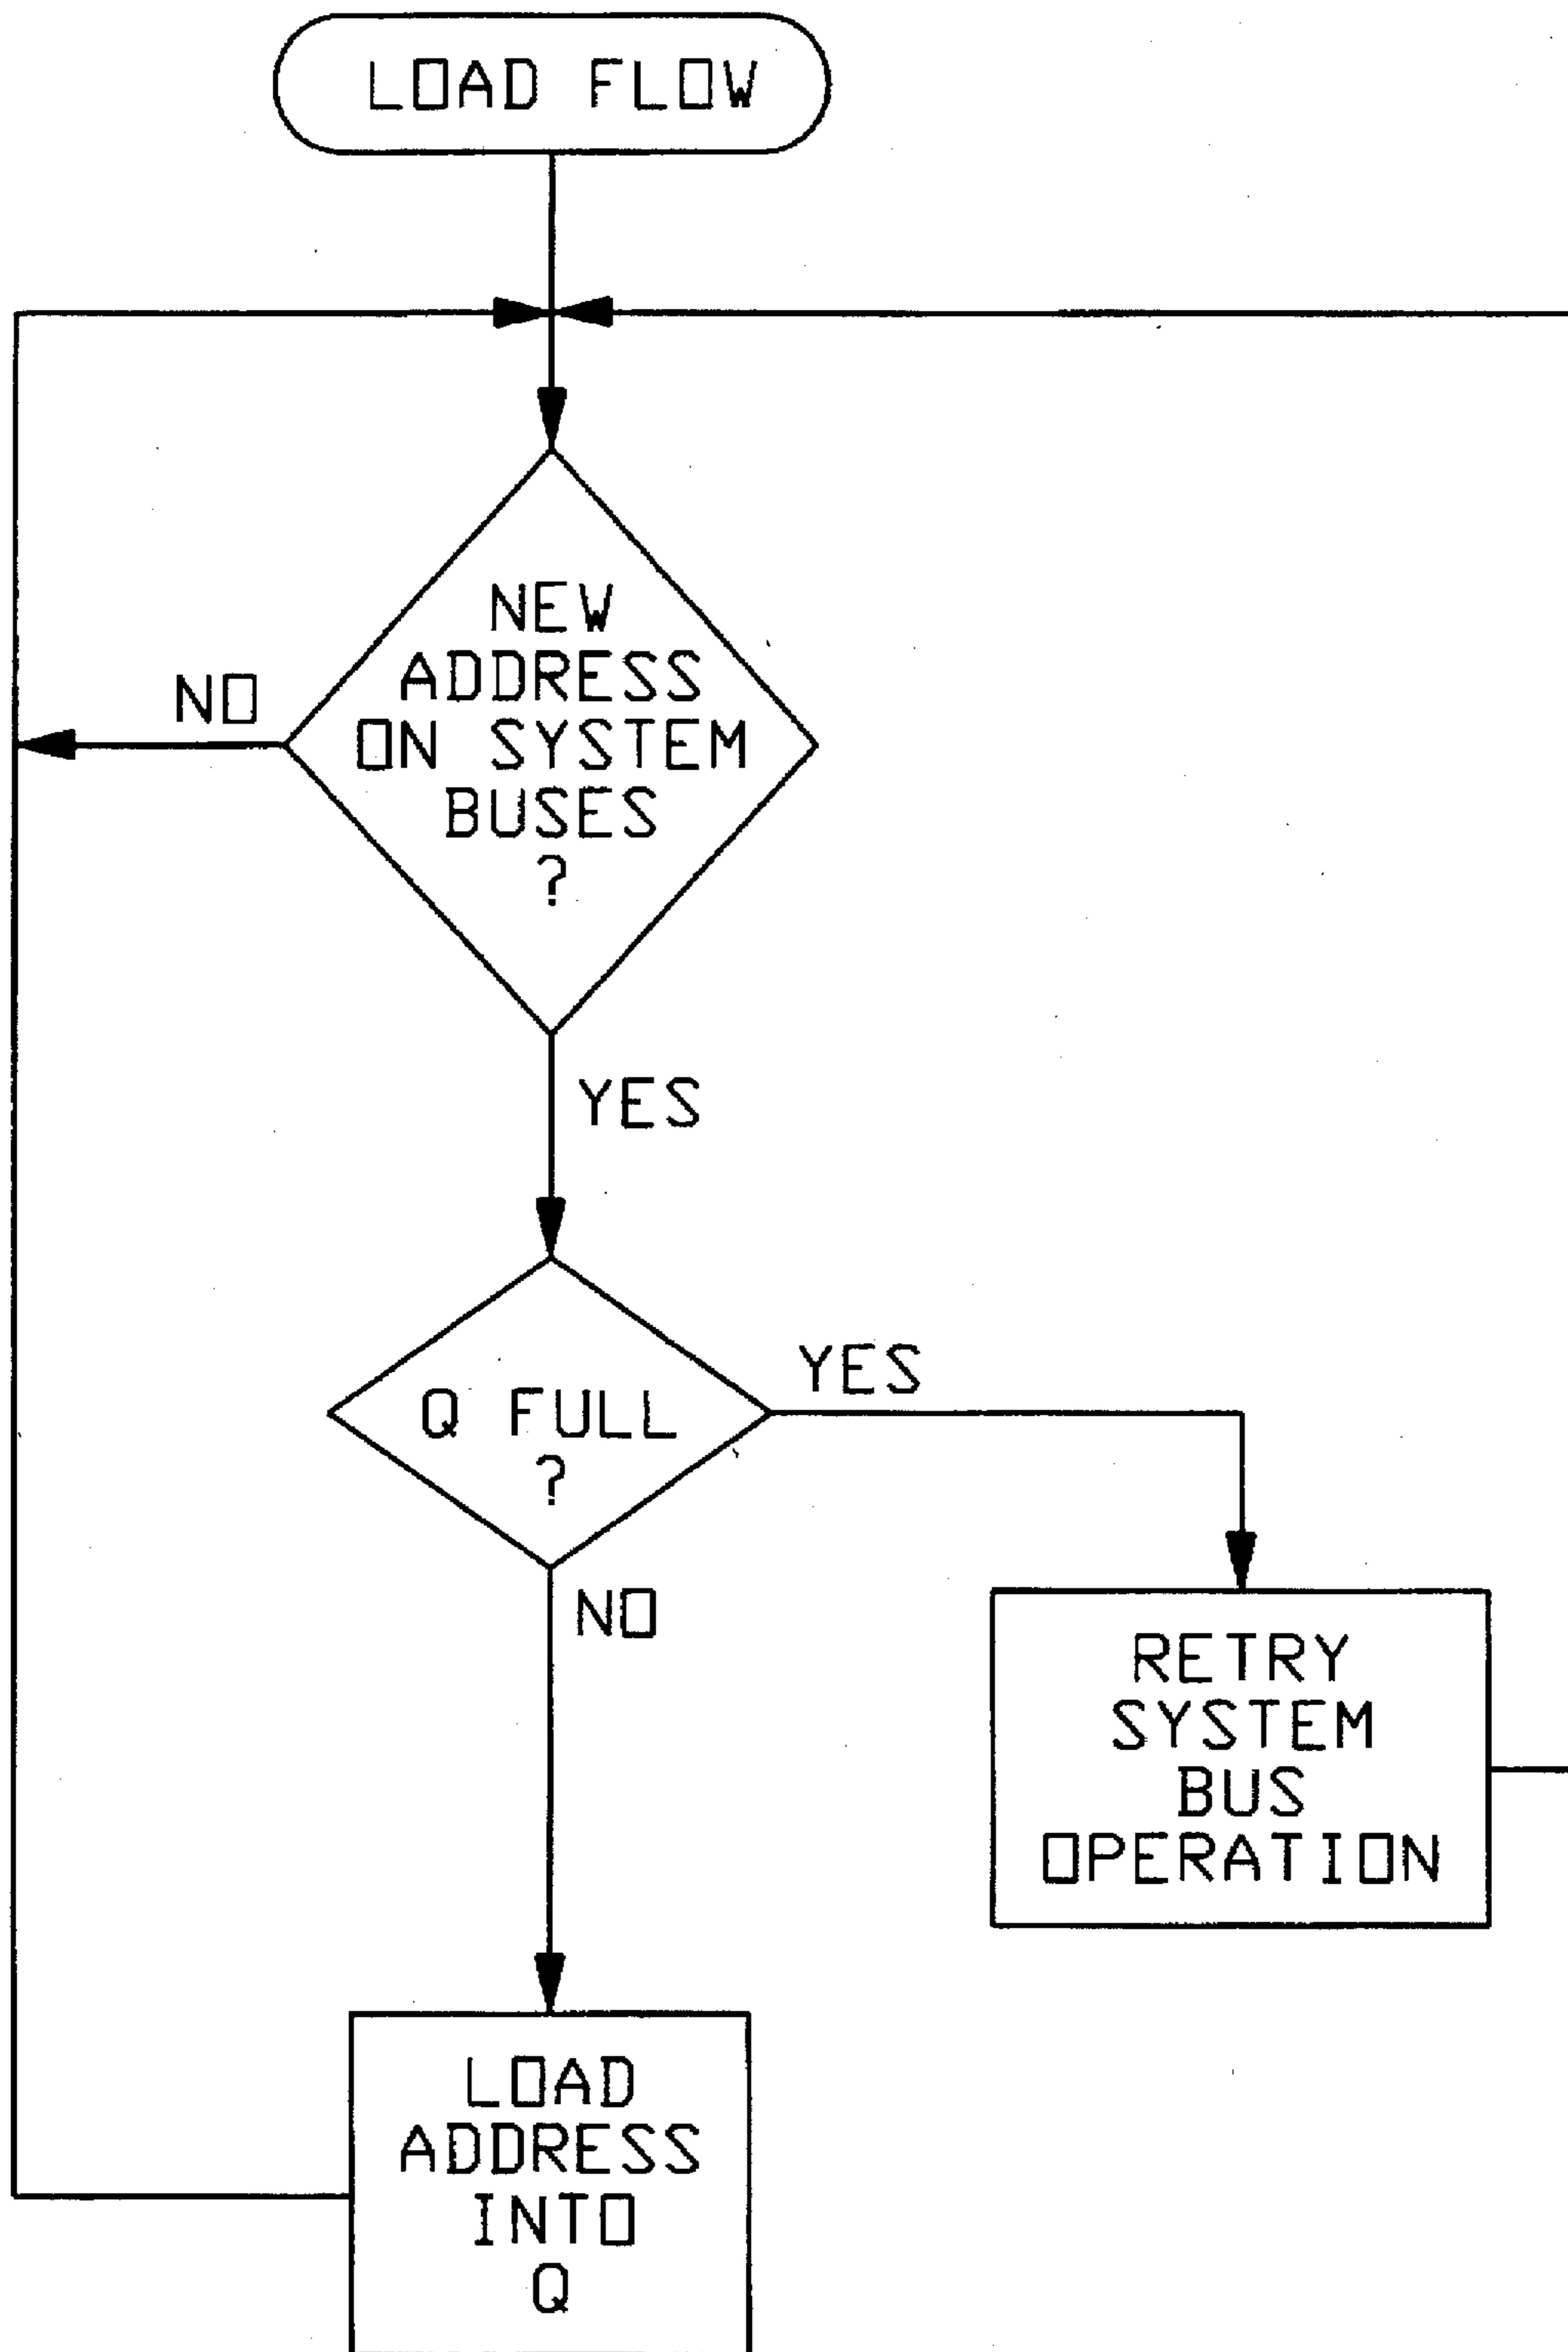 LOAD FLOW
NEW
ADDRESS
ON SYSTEM
BUSES
?
NO
YES
Q FULL
?
YES
NO
RETRY
SYSTEM
BUS
OPERATION
LOAD
ADDRESS
INTO
Q